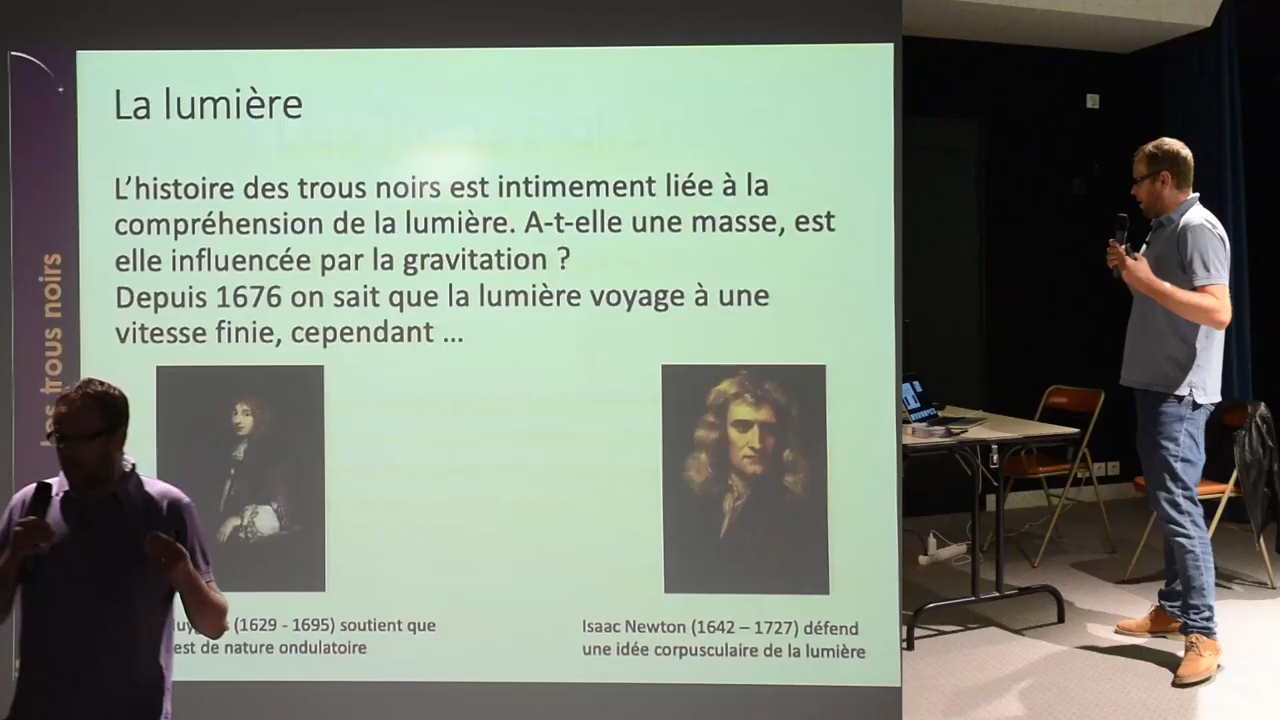 La lumière
L'histoire des trous noirs est intimement liée à la
compréhension de la lumière. A-t-elle une masse, est
elle influencée par la gravitation ?
Depuis 1676 on sait que la lumière voyage à une
vitesse finie, cependant ...
trous noirs
(1629 - 1695) soutient que
est de nature ondulatoire
Isaac Newton (1642 – 1727) défend
une idée corpusculaire de la lumière